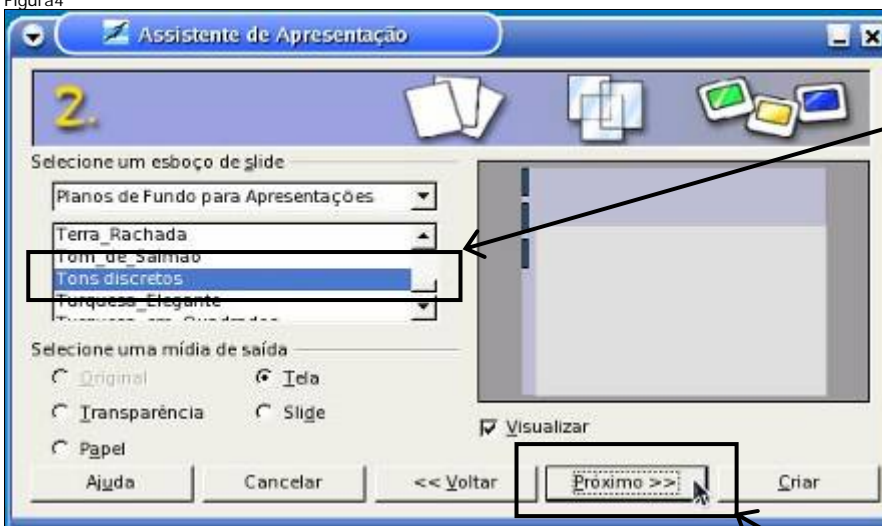 Figura4
Assistente de Apresentação
2.
Selecione um esboço de slide
Planos de Fundo para Apresentações
Terra_Rachada
Tom_de_Salmão
Tons discretos
Turquesa_Elegante
Turquesa_em_Quadrados
Selecione uma mídia de saída
Original Tela
Transparência Slide
Papel
Visualizar
Ajuda Cancelar << Voltar Próximo >> Criar